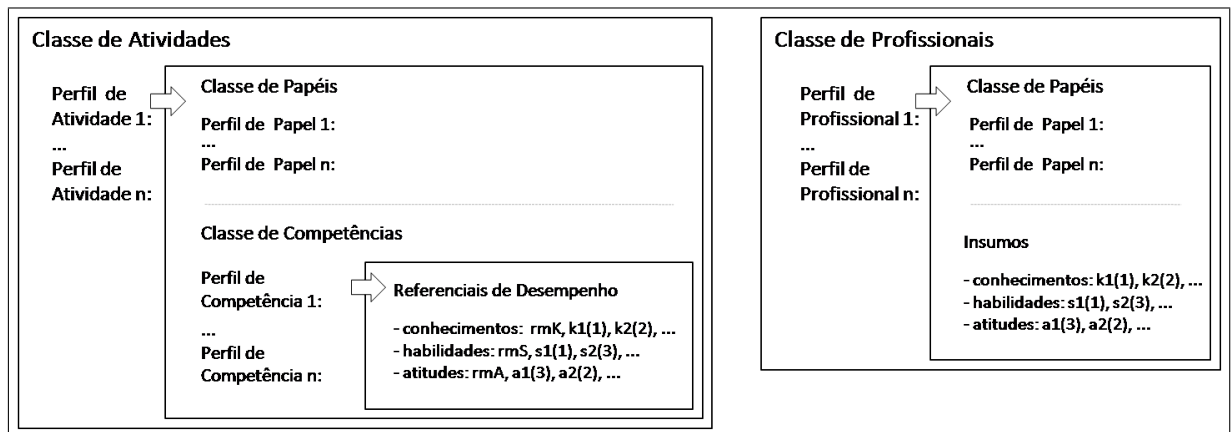 Classe de Atividades
Perfil de
Atividade 1:
...
Perfil de
Atividade n:
Classe de Papéis
Perfil de Papel 1:
...
Perfil de Papel n:
Classe de Competências
Perfil de
Competência 1:
...
Perfil de
Competência n:
Referenciais de Desempenho
- conhecimentos: rmK, k1(1), k2(2), ...
- habilidades: rmS, s1(1), s2(3), ...
- atitudes: rmA, a1(3), a2(2), ...
Classe de Profissionais
Perfil de
Profissional 1:
...
Perfil de
Profissional n:
Classe de Papéis
Perfil de Papel 1:
...
Perfil de Papel n:
Insumos
- conhecimentos: k1(1), k2(2), ...
- habilidades: s1(1), s2(3), ...
- atitudes: a1(3), a2(2), ...